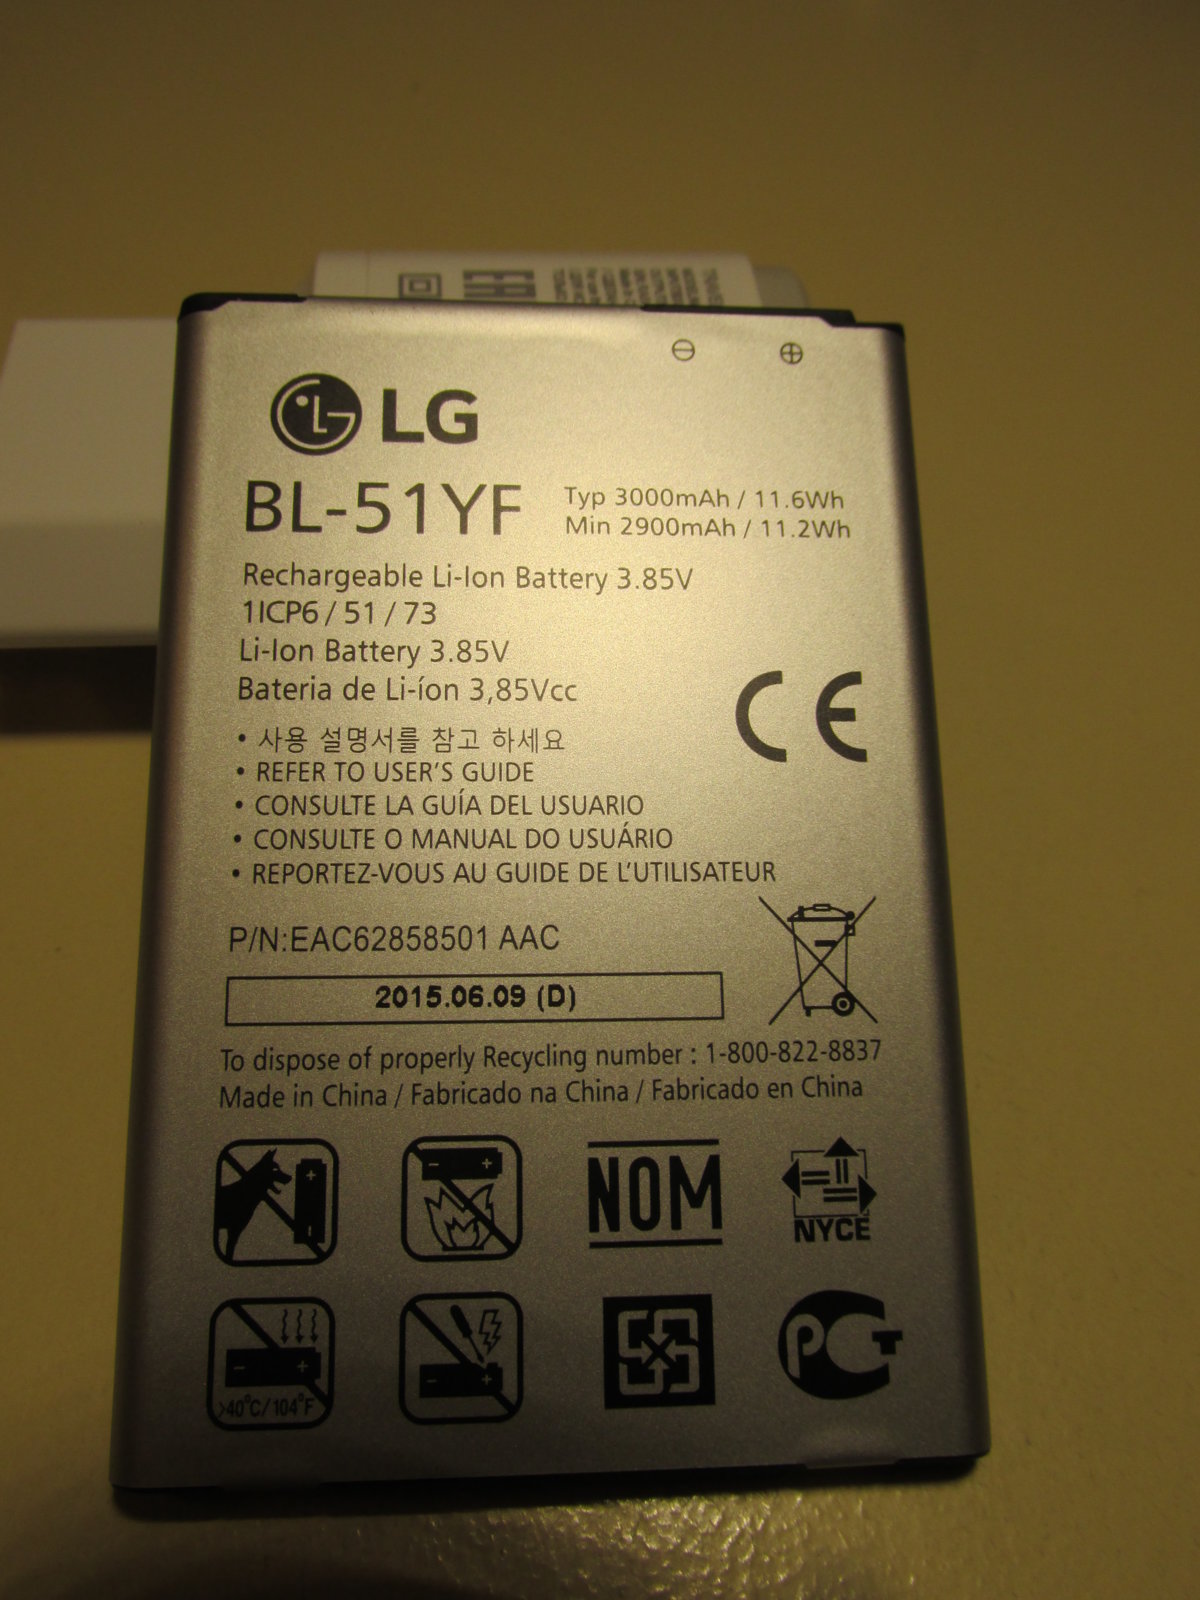 LG
BL-51YF
Typ 3000mAh / 11.6Wh
Min 2900mAh / 11.2Wh
Rechargeable Li-Ion Battery 3.85V
1ICP6 / 51 / 73
Li-Ion Battery 3.85V
Bateria de Li-íon 3,85Vcc
CE
• 사용 설명서를 참고 하세요
• REFER TO USER'S GUIDE
• CONSULTE LA GUÍA DEL USUARIO
• CONSULTE O MANUAL DO USUÁRIO
• REPORTEZ-VOUS AU GUIDE DE L'UTILISATEUR
P/N:EAC62858501 AAC
2015.06.09 (D)
To dispose of properly Recycling number : 1-800-822-8837
Made in China / Fabricado na China / Fabricado en China
NOM
NYCE
>40°C/104°F
PCT